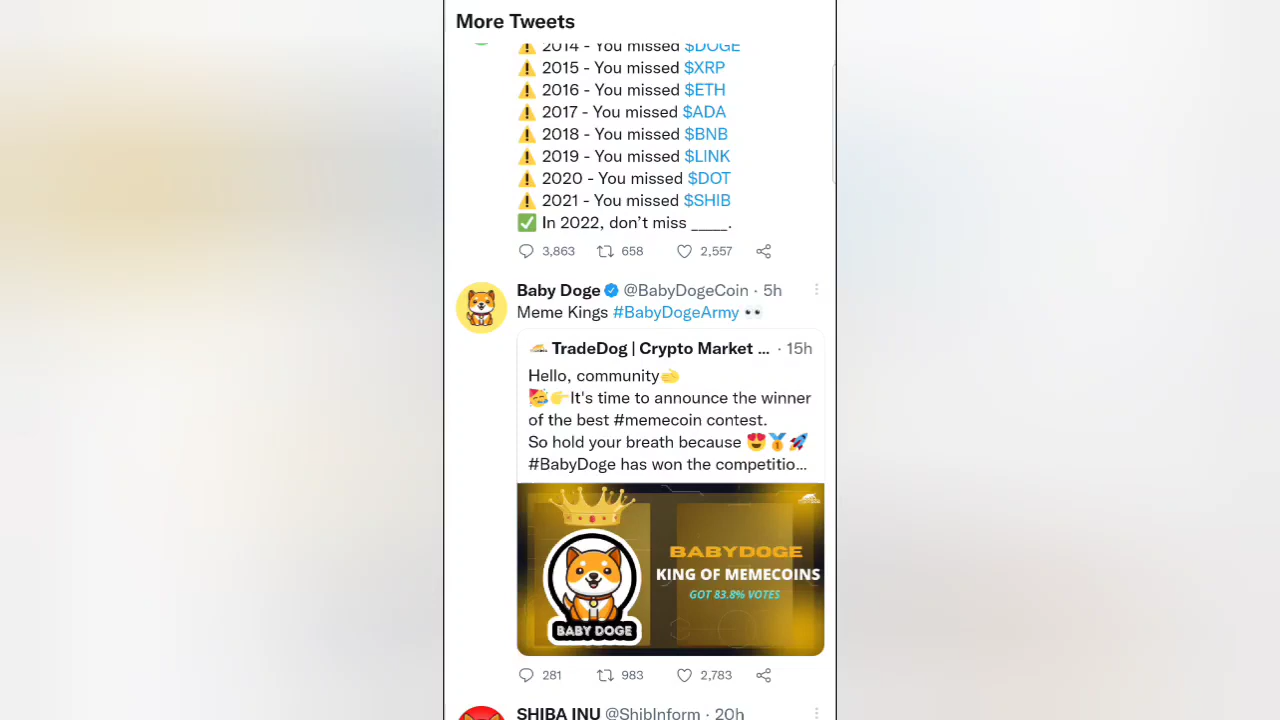 More Tweets
⚠️ 2014 - You missed $DOGE
⚠️ 2015 - You missed $XRP
⚠️ 2016 - You missed $ETH
⚠️ 2017 - You missed $ADA
⚠️ 2018 - You missed $BNB
⚠️ 2019 - You missed $LINK
⚠️ 2020 - You missed $DOT
⚠️ 2021 - You missed $SHIB
✅ In 2022, don't miss ____.
3,863 658 2,557
Baby Doge @BabyDogeCoin · 5h
Meme Kings #BabyDogeArmy 👀
TradeDog | Crypto Market ... · 15h
Hello, community🫂
🥳👉It's time to announce the winner
of the best #memecoin contest.
So hold your breath because 😍🥇🚀
#BabyDoge has won the competitio...
BABYDOGE
KING OF MEMECOINS
GOT 83.8% VOTES
BABY DOGE
281 983 2,783
SHIBA INU @ShibInform · 20h